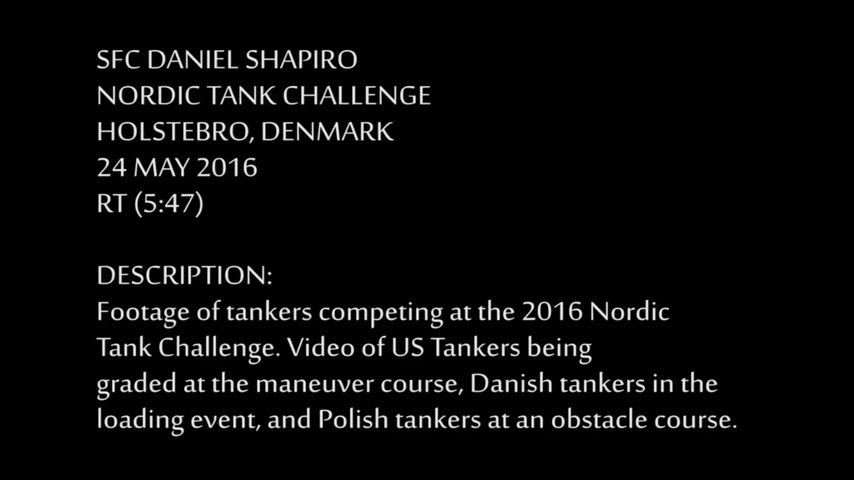 SFC DANIEL SHAPIRO
NORDIC TANK CHALLENGE
HOLSTEBRO, DENMARK
24 MAY 2016
RT (5:47)
DESCRIPTION:
Footage of tankers competing at the 2016 Nordic
Tank Challenge. Video of US Tankers being
graded at the maneuver course, Danish tankers in the
loading event, and Polish tankers at an obstacle course.